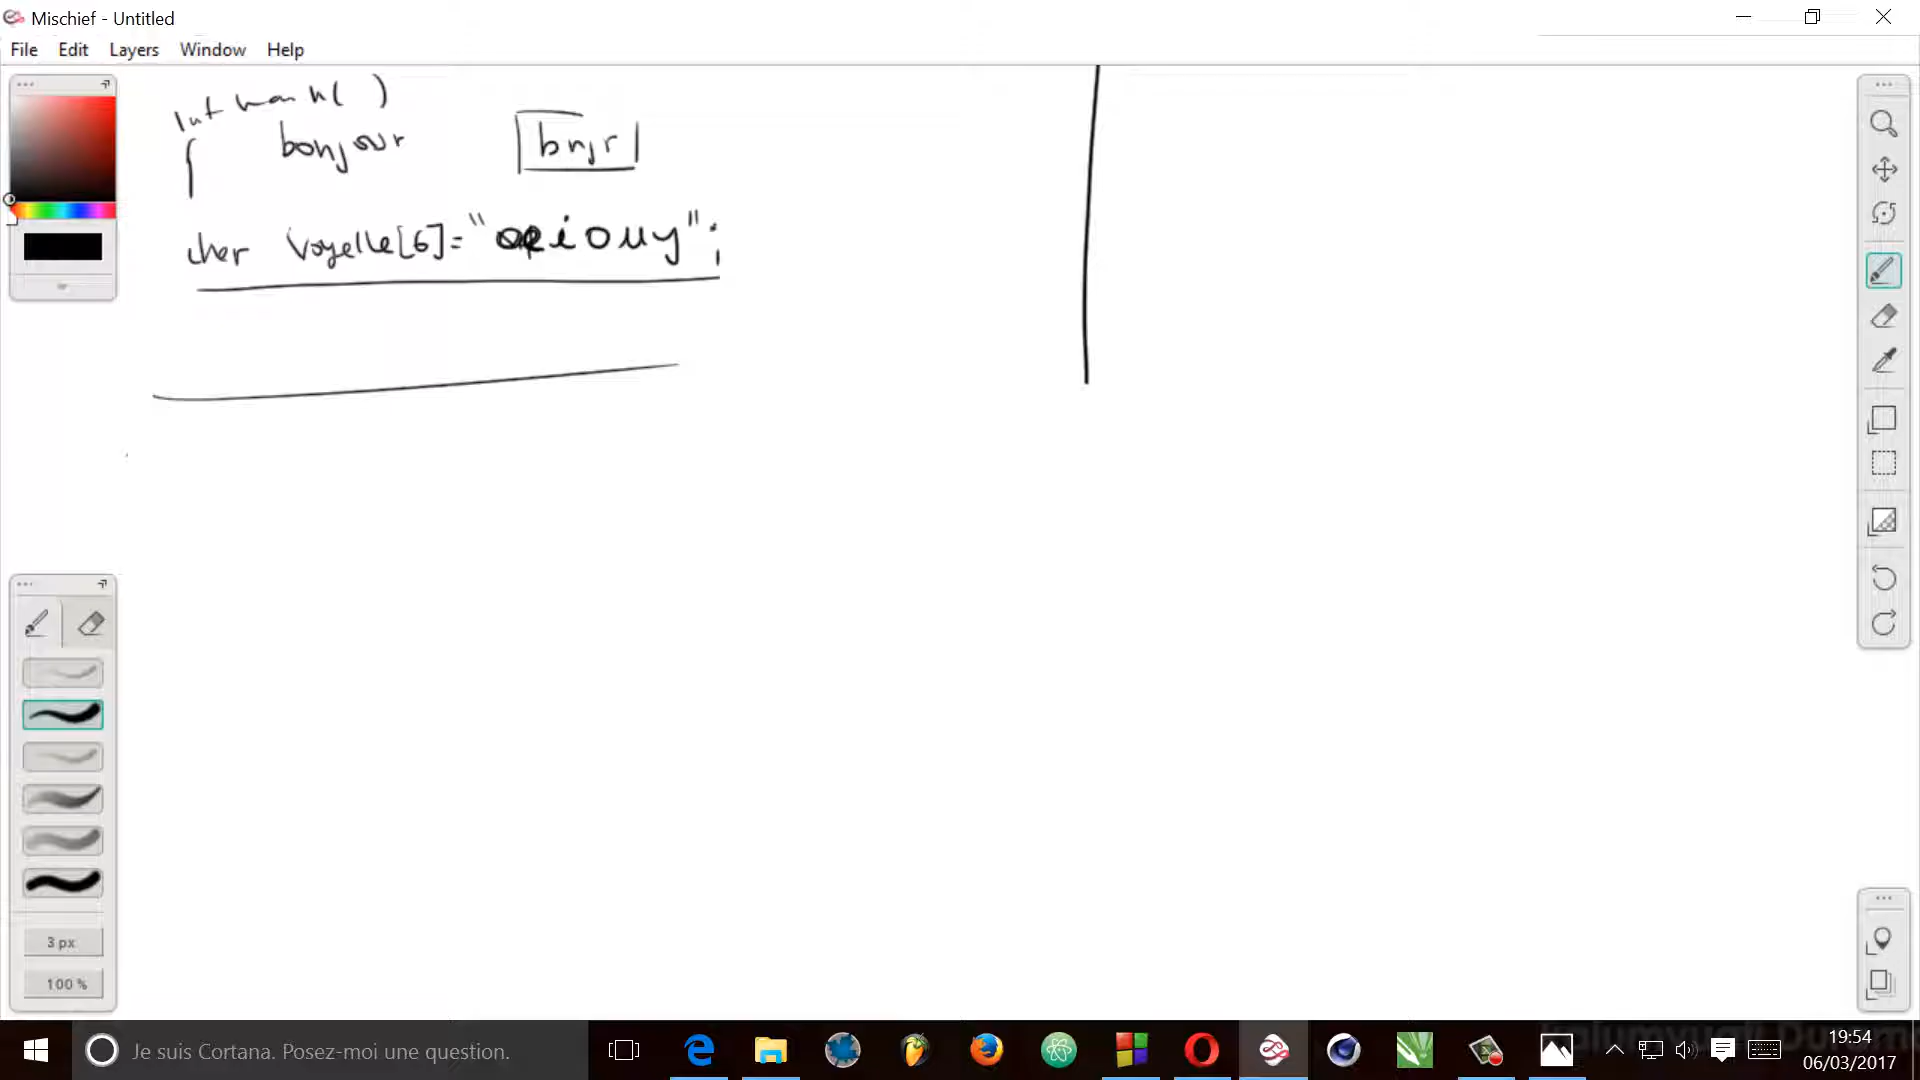 Mischief - Untitled
File Edit Layers Window Help
int main( )
{ bonjour bnjr
char Voyelle[6]="aeiouy";
3 px
100 %
Je suis Cortana. Posez-moi une question.
19:54
06/03/2017